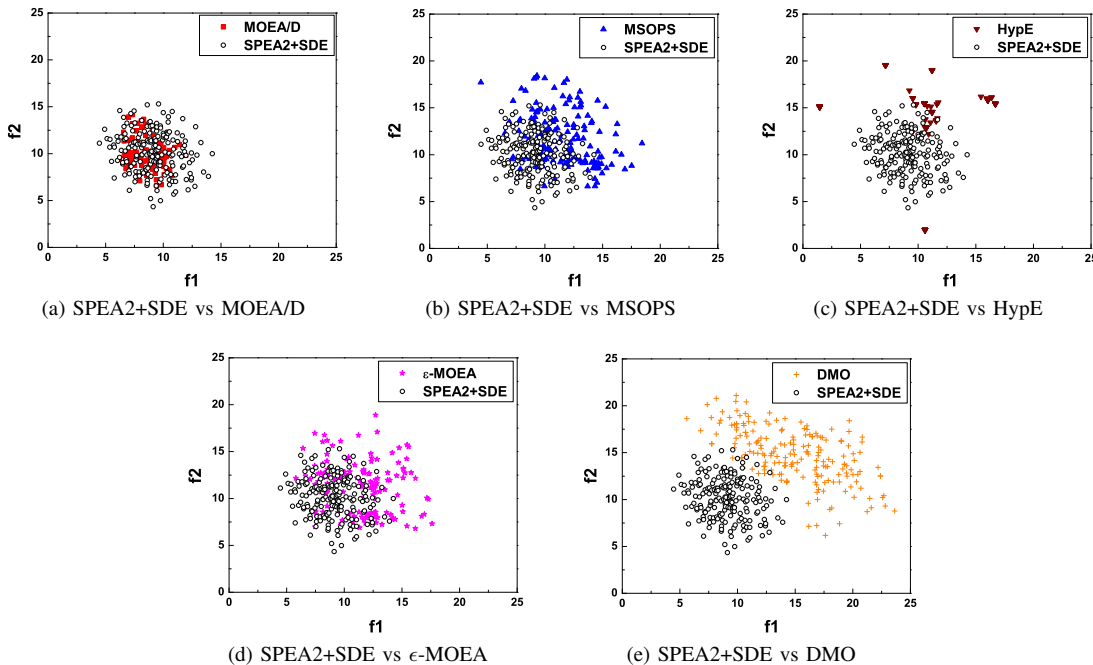 MOEA/D
SPEA2+SDE
25
20
15
10
5
0
f2
0 5 10 15 20 25
f1
(a) SPEA2+SDE vs MOEA/D
MSOPS
SPEA2+SDE
25
20
15
10
5
0
f2
0 5 10 15 20 25
f1
(b) SPEA2+SDE vs MSOPS
HypE
SPEA2+SDE
25
20
15
10
5
0
f2
0 5 10 15 20 25
f1
(c) SPEA2+SDE vs HypE
ε-MOEA
SPEA2+SDE
25
20
15
10
5
0
f2
0 5 10 15 20 25
f1
(d) SPEA2+SDE vs ϵ-MOEA
DMO
SPEA2+SDE
25
20
15
10
5
0
f2
0 5 10 15 20 25
f1
(e) SPEA2+SDE vs DMO